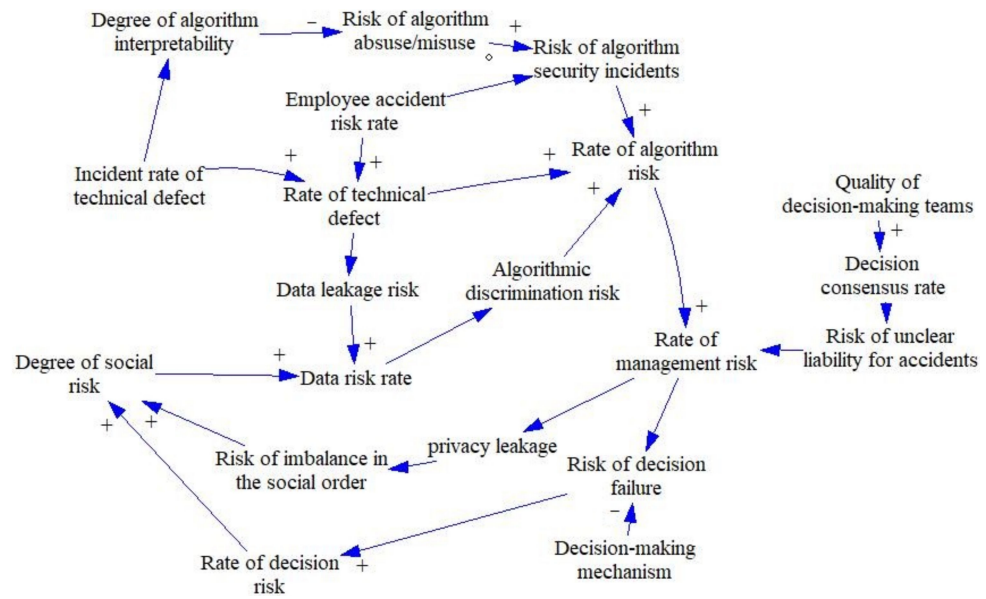 Degree of algorithm
interpretability
−
Risk of algorithm
absuse/misuse
+
Risk of algorithm
security incidents
Employee accident
risk rate
+
Incident rate of
technical defect
+
+
Rate of technical
defect
+
Rate of algorithm
risk
+
Quality of
decision-making teams
+
Decision
consensus rate
Data leakage risk
Algorithmic
discrimination risk
+
Risk of unclear
liability for accidents
Rate of
management risk
Degree of social
risk
+
+
Data risk rate
+
+
privacy leakage
Risk of imbalance in
the social order
Risk of decision
failure
−
Decision-making
mechanism
Rate of decision
risk
+